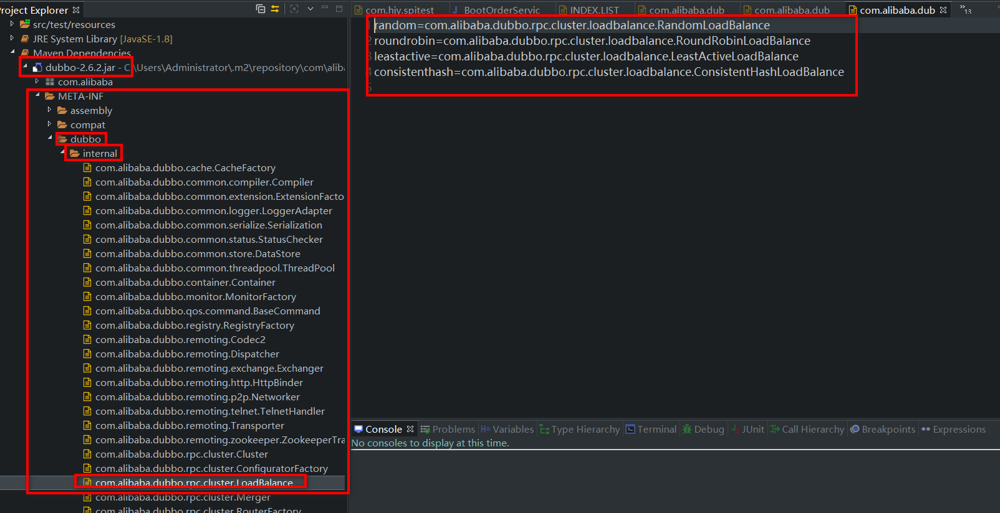 Project Explorer
src/test/resources
JRE System Library [JavaSE-1.8]
Maven Dependencies
dubbo-2.6.2.jar - C:\Users\Administrator\.m2\repository\com\aliba
com.alibaba
META-INF
assembly
compat
dubbo
internal
com.alibaba.dubbo.cache.CacheFactory
com.alibaba.dubbo.common.compiler.Compiler
com.alibaba.dubbo.common.extension.ExtensionFacto
com.alibaba.dubbo.common.logger.LoggerAdapter
com.alibaba.dubbo.common.serialize.Serialization
com.alibaba.dubbo.common.status.StatusChecker
com.alibaba.dubbo.common.store.DataStore
com.alibaba.dubbo.common.threadpool.ThreadPool
com.alibaba.dubbo.container.Container
com.alibaba.dubbo.monitor.MonitorFactory
com.alibaba.dubbo.qos.command.BaseCommand
com.alibaba.dubbo.registry.RegistryFactory
com.alibaba.dubbo.remoting.Codec2
com.alibaba.dubbo.remoting.Dispatcher
com.alibaba.dubbo.remoting.exchange.Exchanger
com.alibaba.dubbo.remoting.http.HttpBinder
com.alibaba.dubbo.remoting.p2p.Networker
com.alibaba.dubbo.remoting.telnet.TelnetHandler
com.alibaba.dubbo.remoting.Transporter
com.alibaba.dubbo.remoting.zookeeper.ZookeeperTra
com.alibaba.dubbo.rpc.cluster.Cluster
com.alibaba.dubbo.rpc.cluster.ConfiguratorFactory
com.alibaba.dubbo.rpc.cluster.LoadBalance
com.alibaba.dubbo.rpc.cluster.Merger
com.alibaba.dubbo.rpc.cluster.RouterFactory
com.hjy.spitest BootOrderServic INDEX.LIST com.alibaba.dub com.alibaba.dub com.alibaba.dub »13
1 random=com.alibaba.dubbo.rpc.cluster.loadbalance.RandomLoadBalance
2 roundrobin=com.alibaba.dubbo.rpc.cluster.loadbalance.RoundRobinLoadBalance
3 leastactive=com.alibaba.dubbo.rpc.cluster.loadbalance.LeastActiveLoadBalance
4 consistenthash=com.alibaba.dubbo.rpc.cluster.loadbalance.ConsistentHashLoadBalance
5
Console Problems Variables Type Hierarchy Terminal Debug JUnit Call Hierarchy Breakpoints Expressions
No consoles to display at this time.